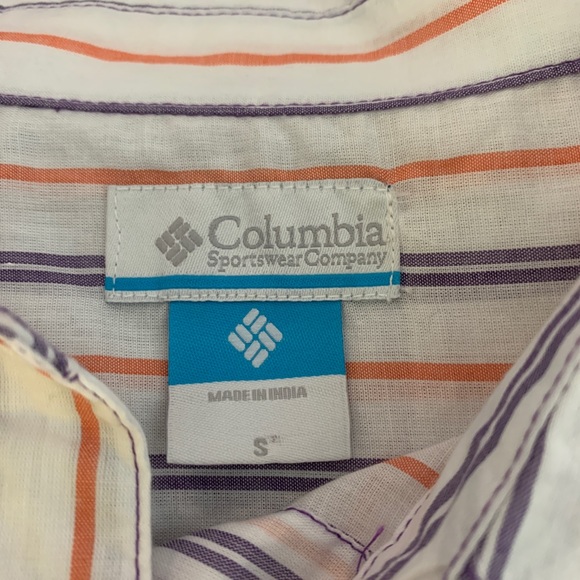 Columbia
Sportswear Company
MADE IN INDIA
S